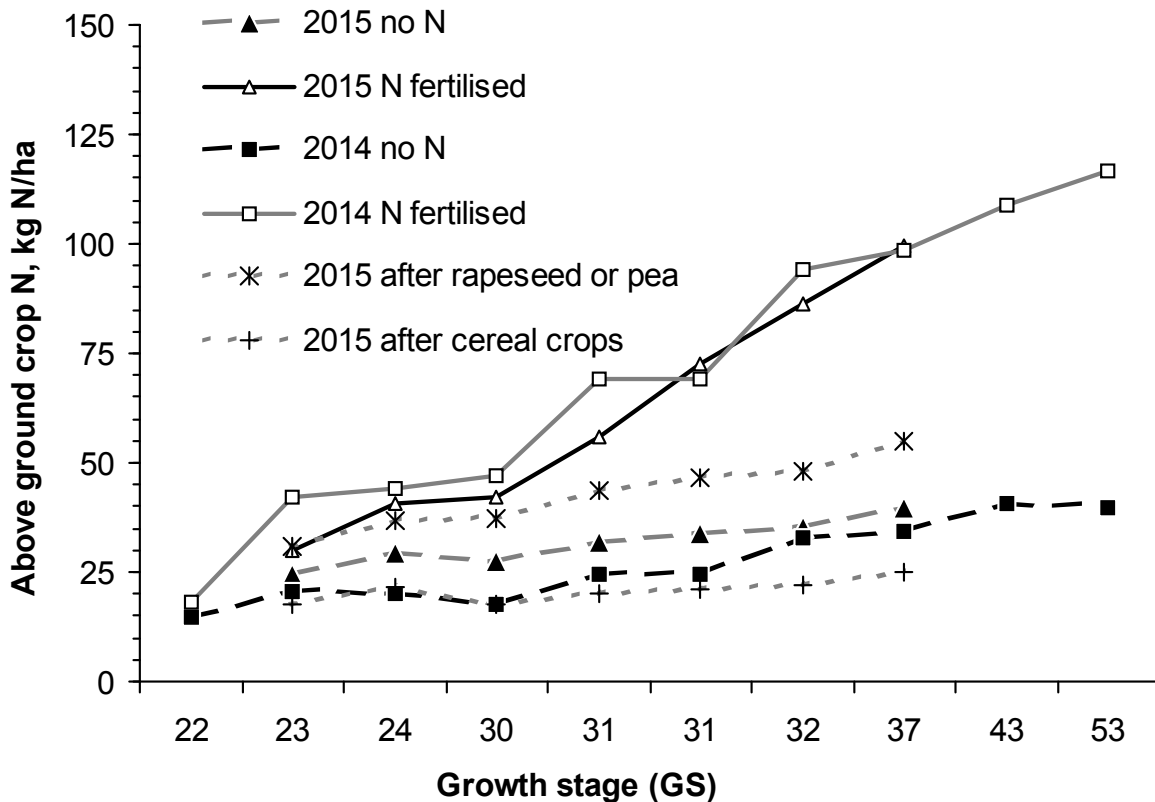 150
125
100
75
50
25
0
Above ground crop N, kg N/ha
2015 no N
2015 N fertilised
2014 no N
2014 N fertilised
2015 after rapeseed or pea
2015 after cereal crops
22 23 24 30 31 31 32 37 43 53
Growth stage (GS)